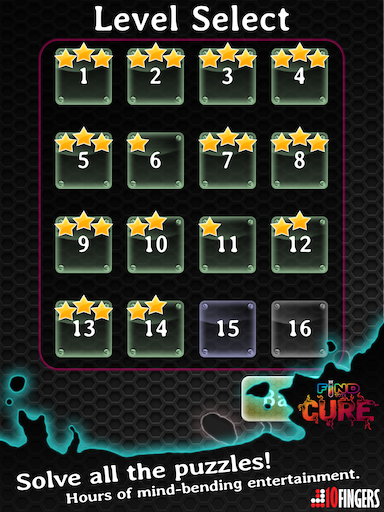 Level Select
1 2 3 4
5 6 7 8
9 10 11 12
13 14 15 16
Ba
FiND
CURE
Solve all the puzzles!
Hours of mind-bending entertainment.
10FINGERS